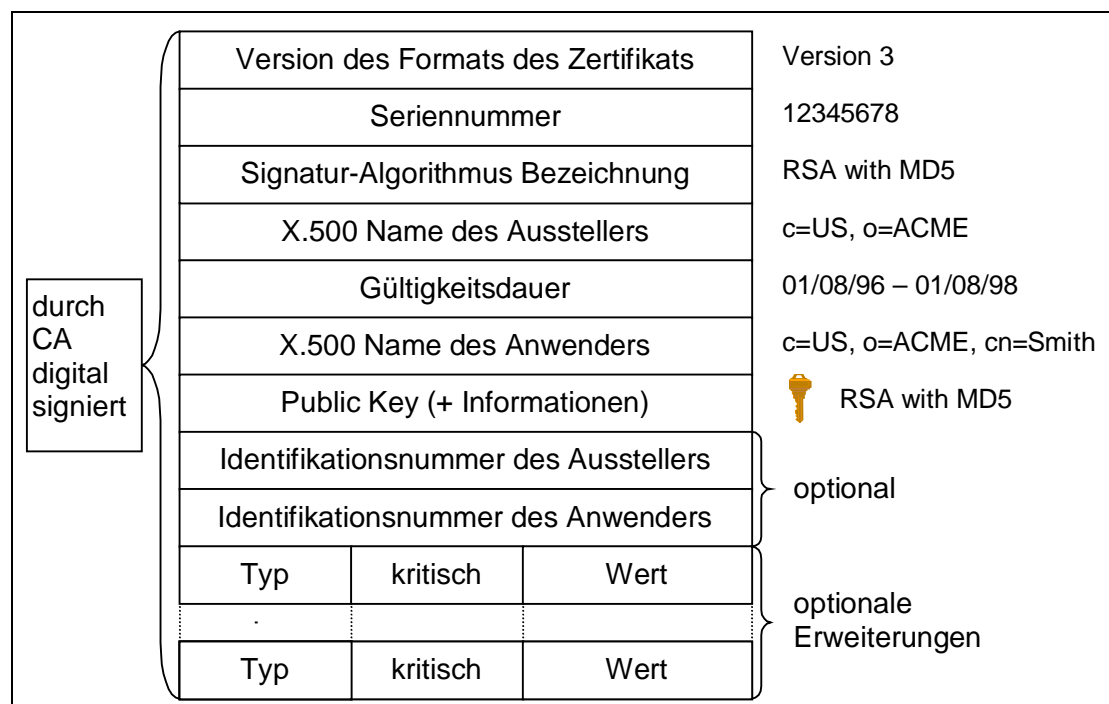 Version des Formats des Zertifikats
Version 3
Seriennummer
12345678
Signatur-Algorithmus Bezeichnung
RSA with MD5
X.500 Name des Ausstellers
c=US, o=ACME
Gültigkeitsdauer
01/08/96 – 01/08/98
X.500 Name des Anwenders
c=US, o=ACME, cn=Smith
Public Key (+ Informationen)
RSA with MD5
durch
CA
digital
signiert
Identifikationsnummer des Ausstellers
Identifikationsnummer des Anwenders
optional
Typ kritisch Wert
.
Typ kritisch Wert
optionale
Erweiterungen